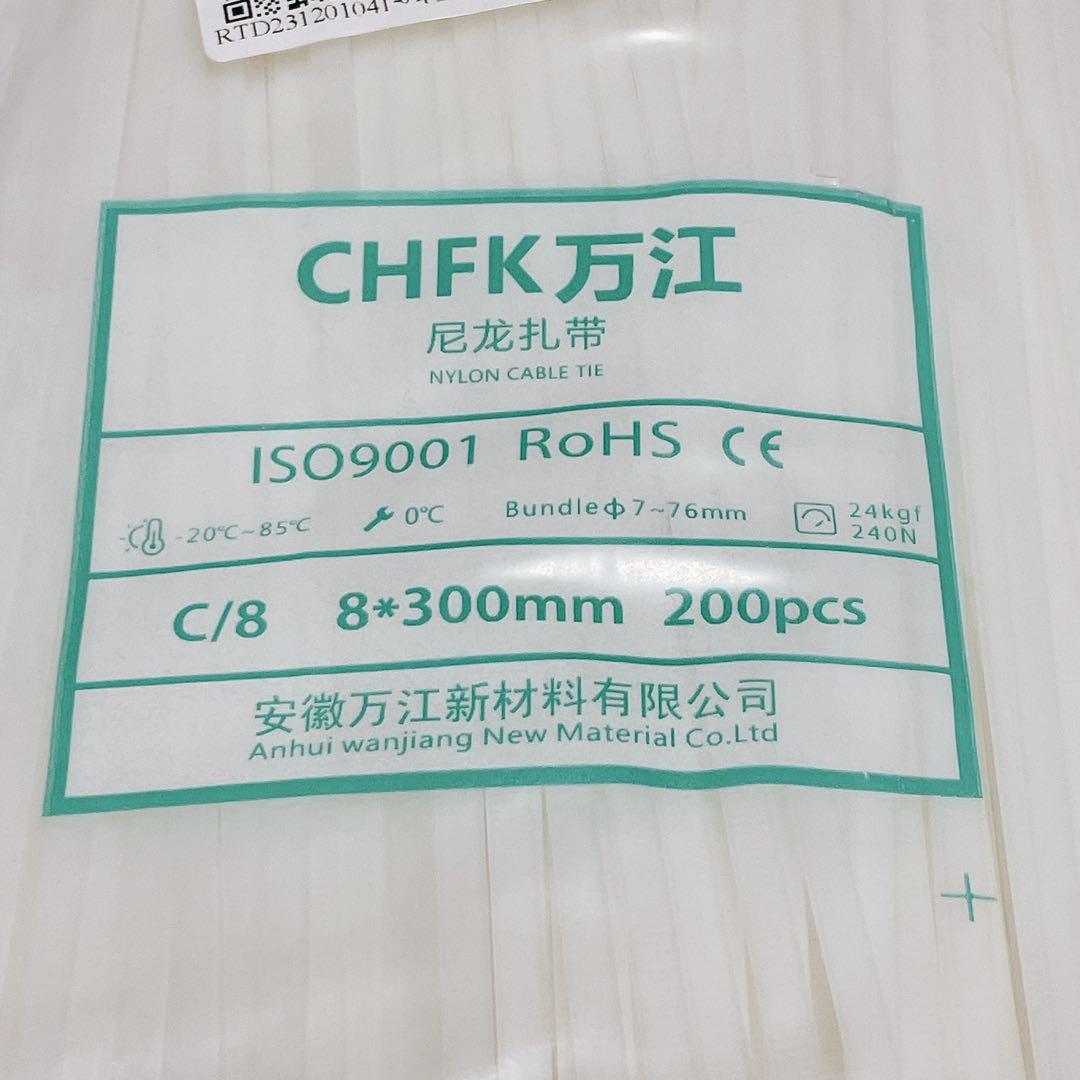 RTD231201041
CHFK万江
尼龙扎带
NYLON CABLE TIE
ISO9001 RoHS CE
-20℃~85℃ 0℃ Bundleϕ7~76mm 24kgf
240N
C/8 8*300mm 200pcs
安徽万江新材料有限公司
Anhui wanjiang New Material Co.Ltd